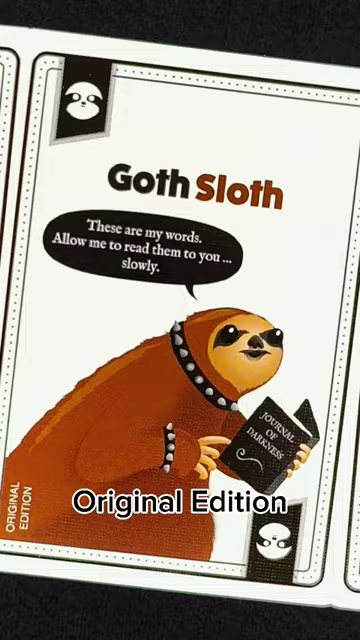 Goth Sloth
These are my words.
Allow me to read them to you ...
slowly.
JOURNAL
OF
DARKNESS
ORIGINAL
EDITION
Original Edition